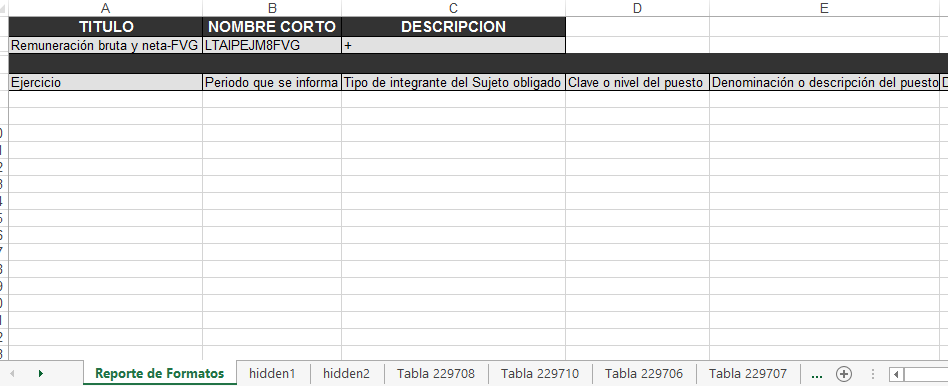 A B C D E
TITULO NOMBRE CORTO DESCRIPCION
Remuneración bruta y neta-FVG LTAIPEJM8FVG +
Ejercicio Periodo que se informa Tipo de integrante del Sujeto obligado Clave o nivel del puesto Denominación o descripción del puesto
Reporte de Formatos hidden1 hidden2 Tabla 229708 Tabla 229710 Tabla 229706 Tabla 229707 ...